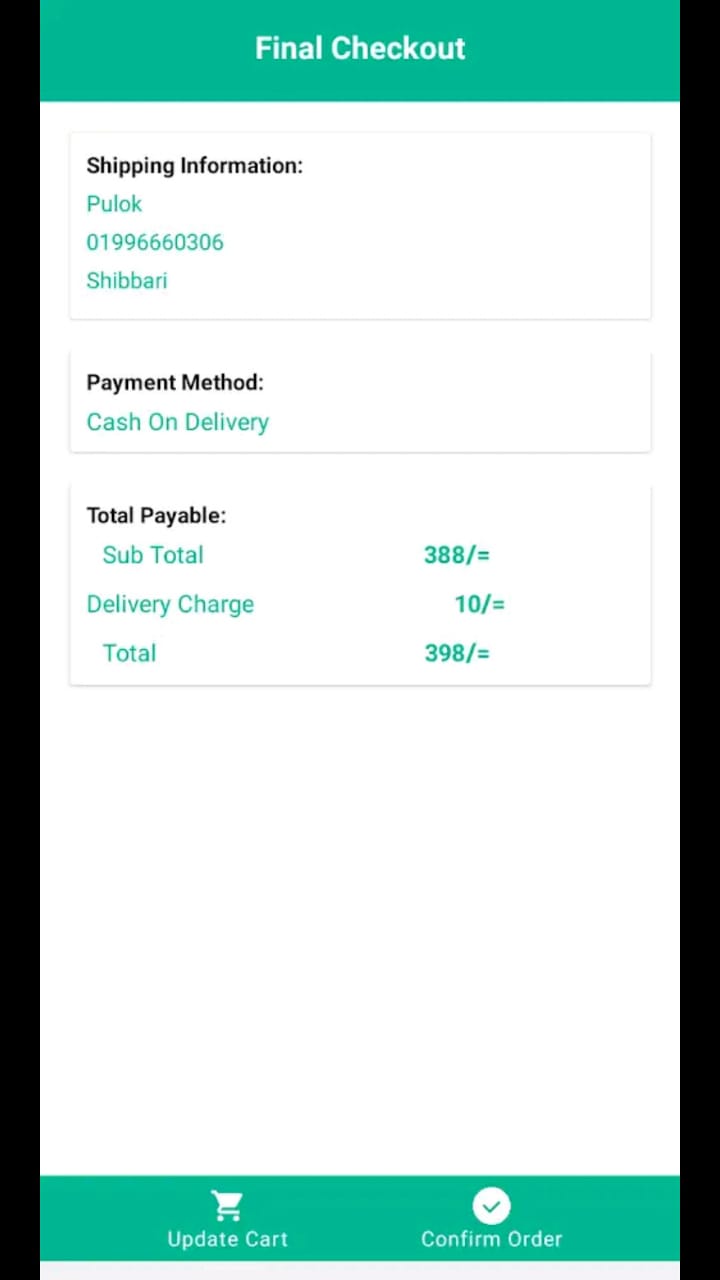 Final Checkout
Shipping Information:
Pulok
01996660306
Shibbari
Payment Method:
Cash On Delivery
Total Payable:
Sub Total 388/=
Delivery Charge 10/=
Total 398/=
Update Cart Confirm Order